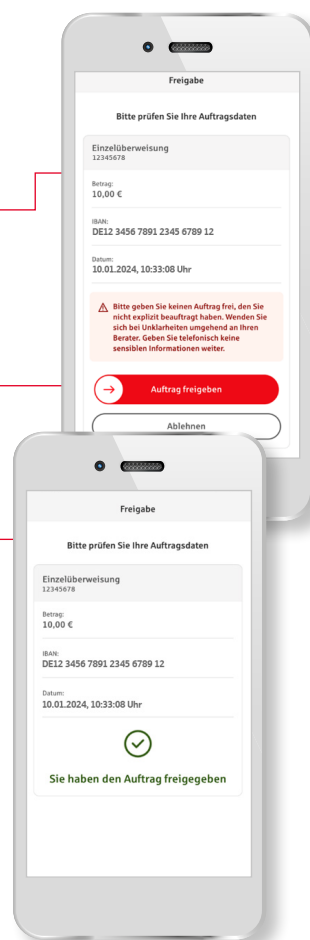 Freigabe
Bitte prüfen Sie Ihre Auftragsdaten
Einzelüberweisung
12345678
Betrag:
10,00 €
IBAN:
DE12 3456 7891 2345 6789 12
Datum:
10.01.2024, 10:33:08 Uhr
Bitte geben Sie keinen Auftrag frei, den Sie
nicht explizit beauftragt haben. Wenden Sie
sich bei Unklarheiten umgehend an Ihren
Berater. Geben Sie telefonisch keine
sensiblen Informationen weiter.
Auftrag freigeben
Ablehnen
Freigabe
Bitte prüfen Sie Ihre Auftragsdaten
Einzelüberweisung
12345678
Betrag:
10,00 €
IBAN:
DE12 3456 7891 2345 6789 12
Datum:
10.01.2024, 10:33:08 Uhr
Sie haben den Auftrag freigegeben